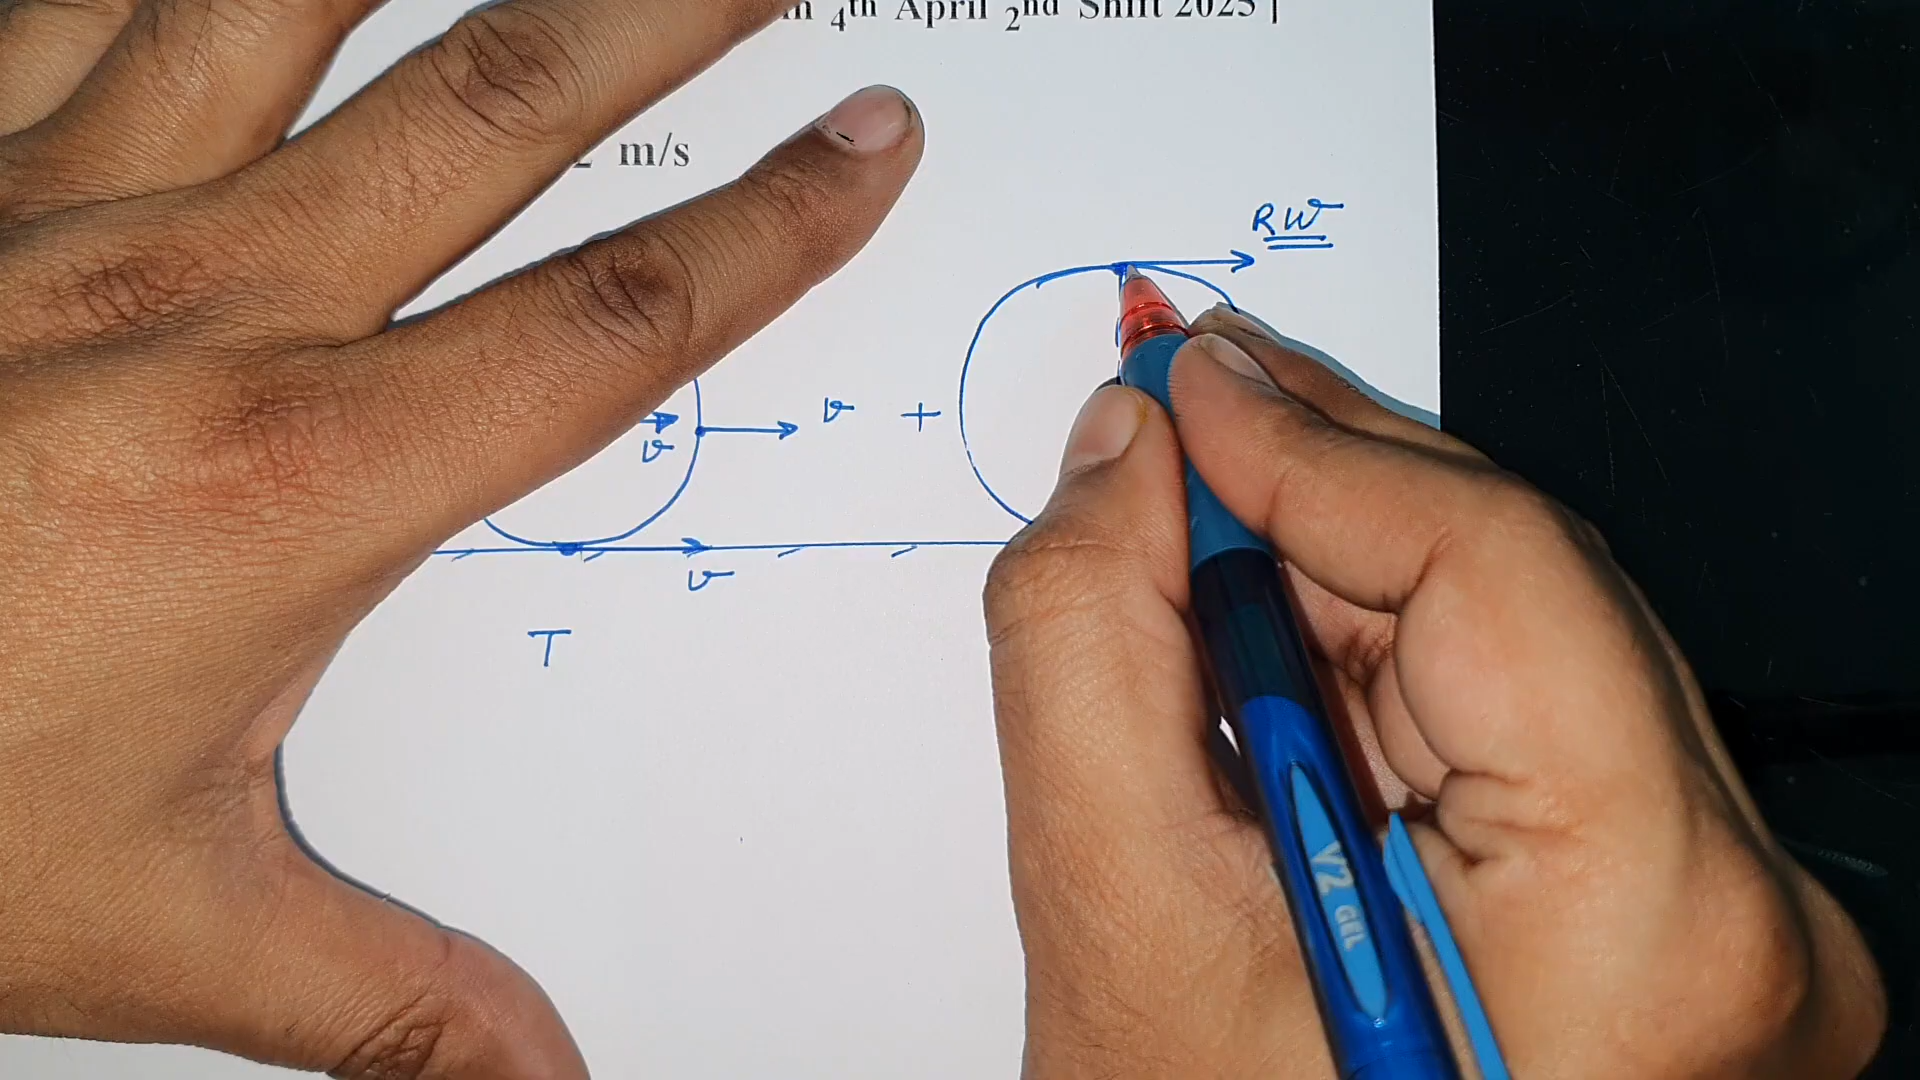 4th April 2nd Shift 2025 |
m/s
RW
v +
v
v
T
V2 GEL